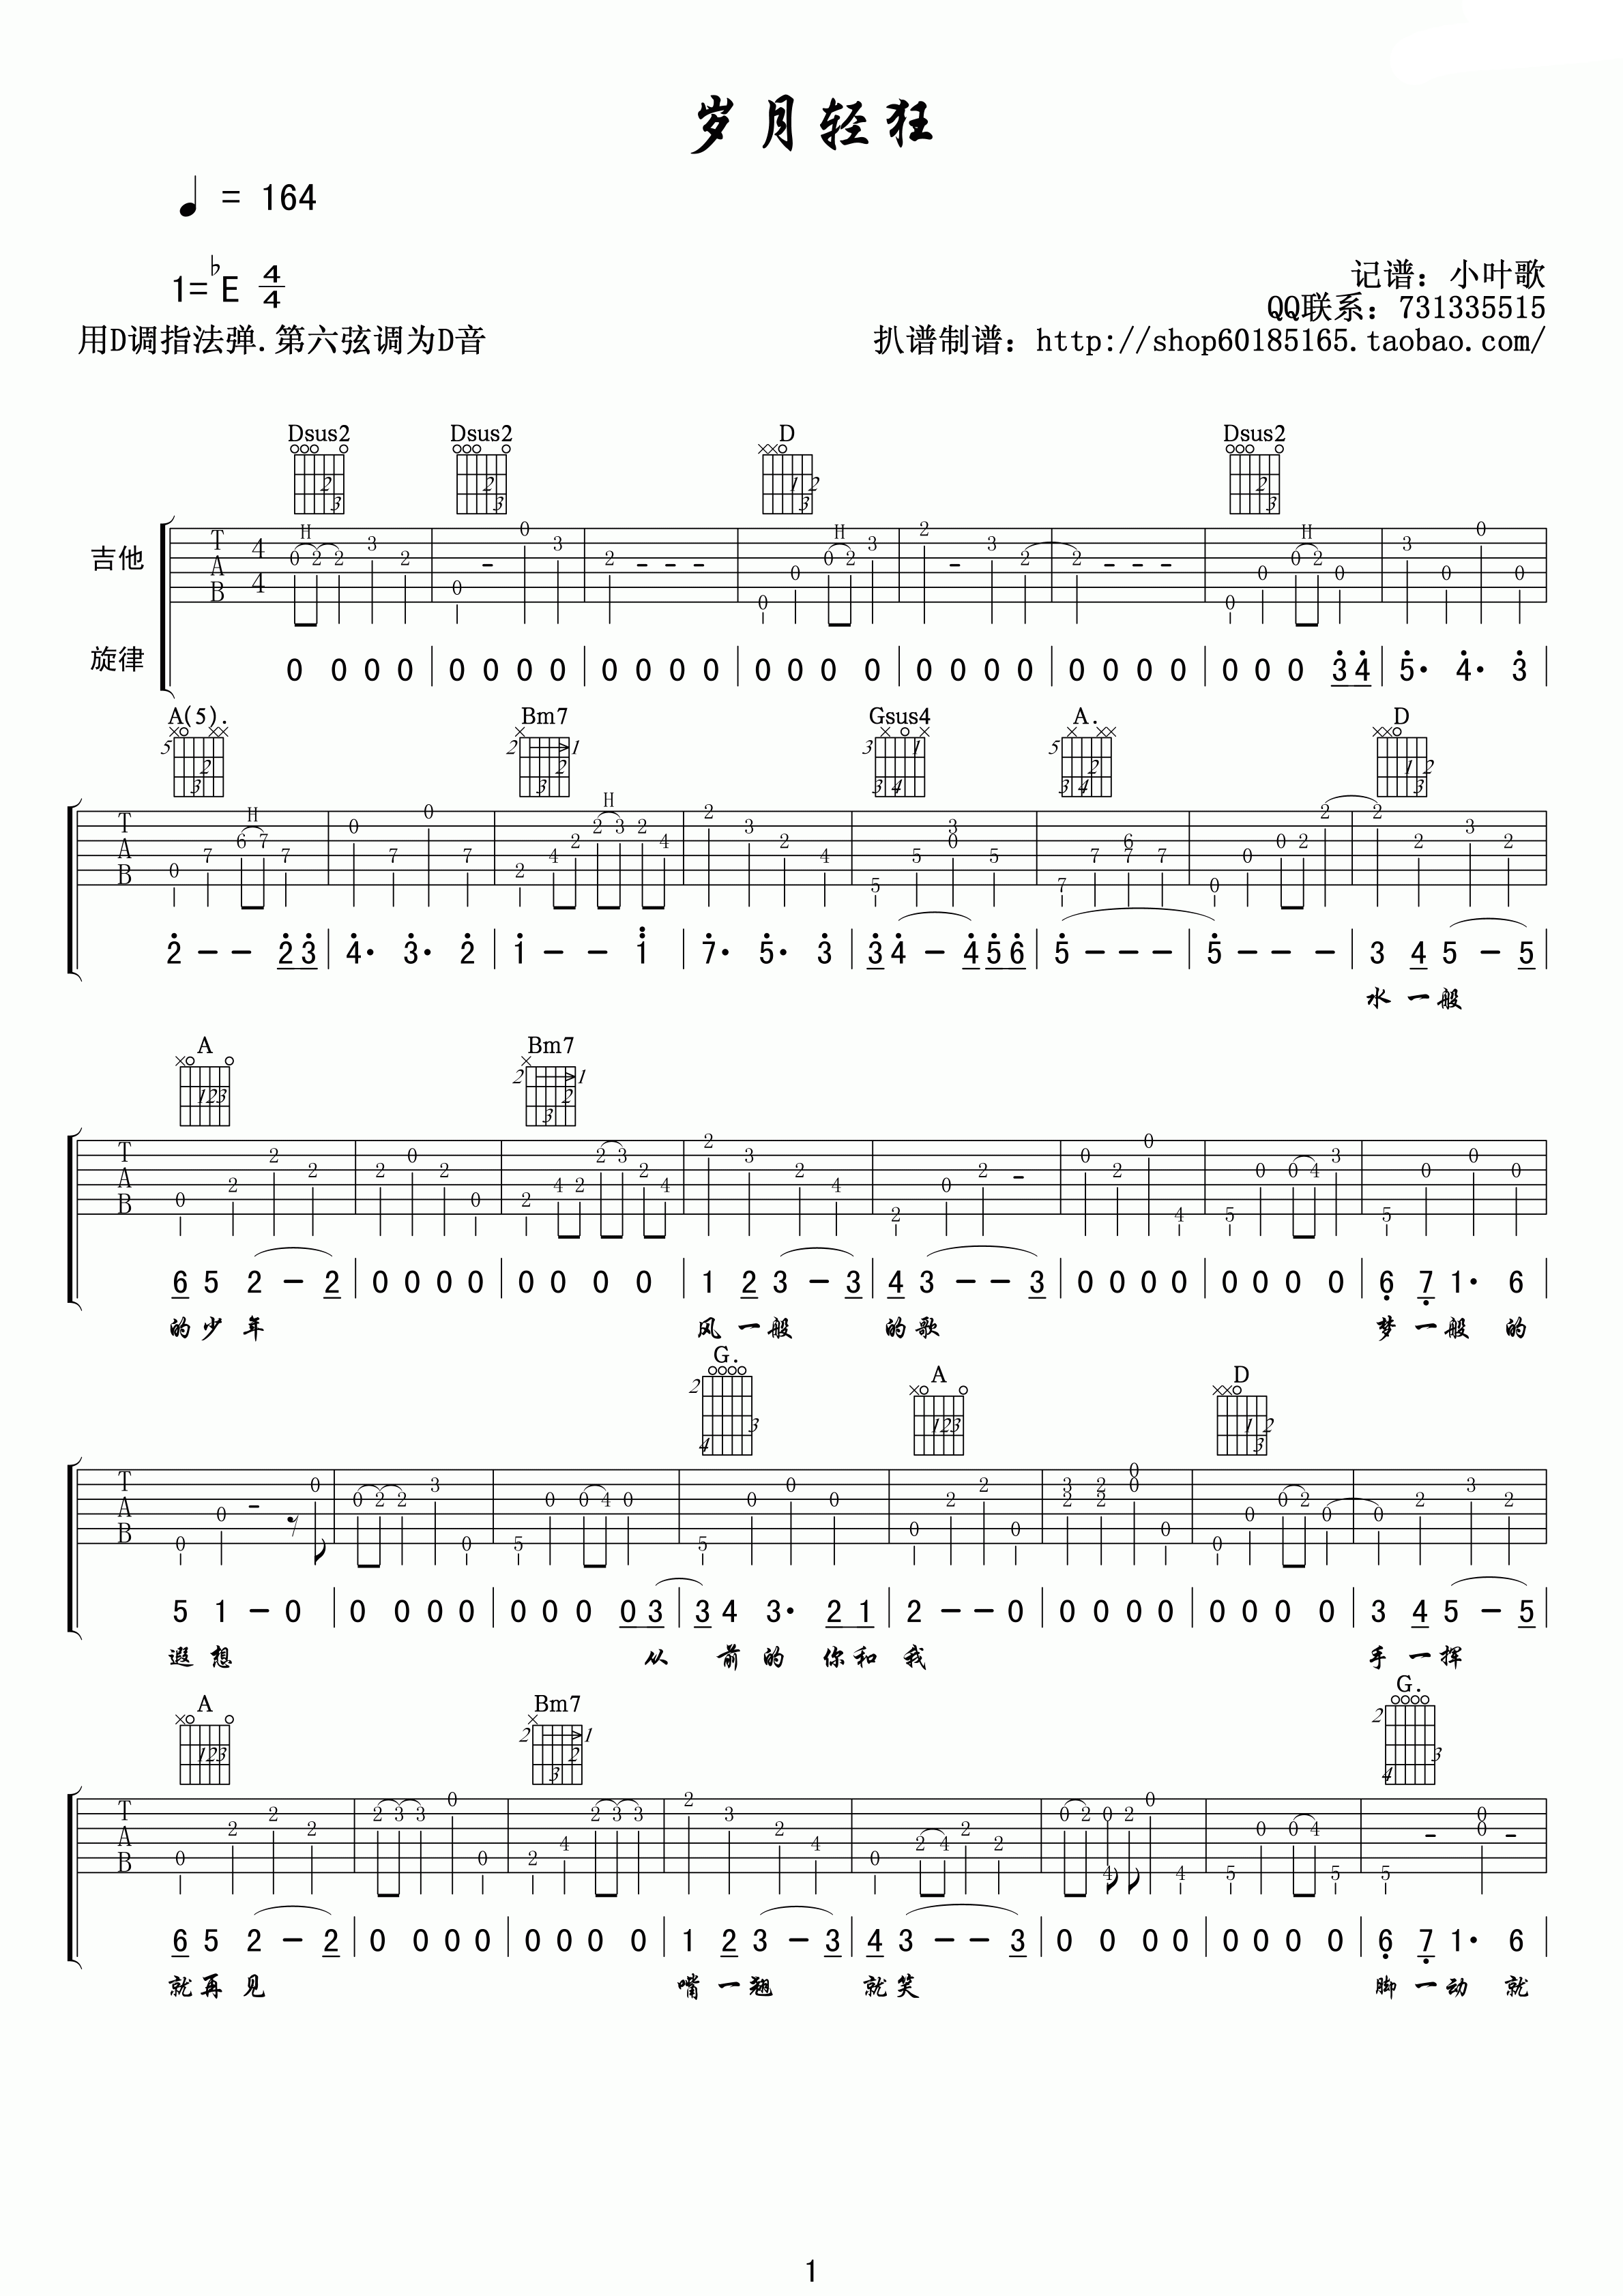 岁月轻狂
♩ = 164
1=♭E 4/4
记谱：小叶歌
QQ联系：731335515
用D调指法弹.第六弦调为D音
扒谱制谱：http://shop60185165.taobao.com/
Dsus2 Dsus2 D Dsus2
吉他
旋律
0 0 0 0 | 0 0 0 0 | 0 0 0 0 | 0 0 0 0 | 0 0 0 0 | 0 0 0 0 | 0 0 0 3 4 | 5· 4· 3
A(5). Bm7 Gsus4 A. D
2 - - 2 3 | 4· 3· 2 | 1 - - 1 | 7· 5· 3 | 3 4 - 4 5 6 | 5 - - - | 5 - - - | 3 4 5 - 5
水一般
A Bm7
6 5 2 - 2 | 0 0 0 0 | 0 0 0 0 | 1 2 3 - 3 | 4 3 - - 3 | 0 0 0 0 | 0 0 0 0 | 6 7 1· 6
的少年 风一般 的歌 梦一般 的
G. A D
5 1 - 0 | 0 0 0 0 | 0 0 0 0 3 | 3 4 3· 2 1 | 2 - - 0 | 0 0 0 0 | 0 0 0 0 | 3 4 5 - 5
遐想 从 前的 你和 我 手一挥
A Bm7 G.
6 5 2 - 2 | 0 0 0 0 | 0 0 0 0 | 1 2 3 - 3 | 4 3 - - 3 | 0 0 0 0 | 0 0 0 0 | 6 7 1· 6
就再见 嘴一翘 就笑 脚一动 就
1